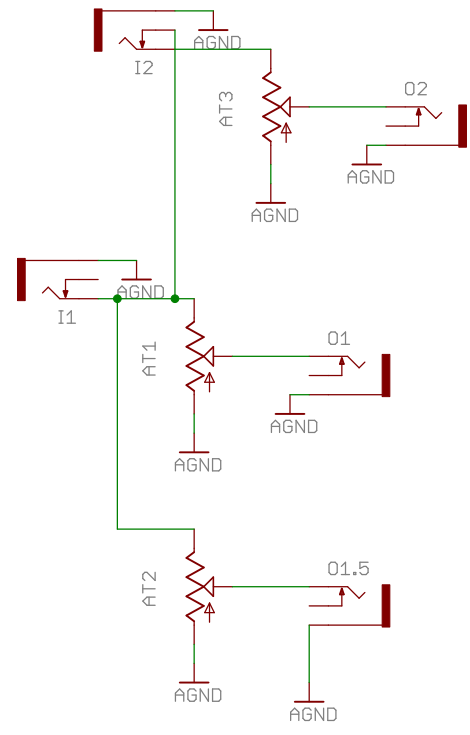 AGND
I2
O2
AT3
AGND
AGND
AGND
I1
O1
AT1
AGND
AGND
O1.5
AT2
AGND
AGND